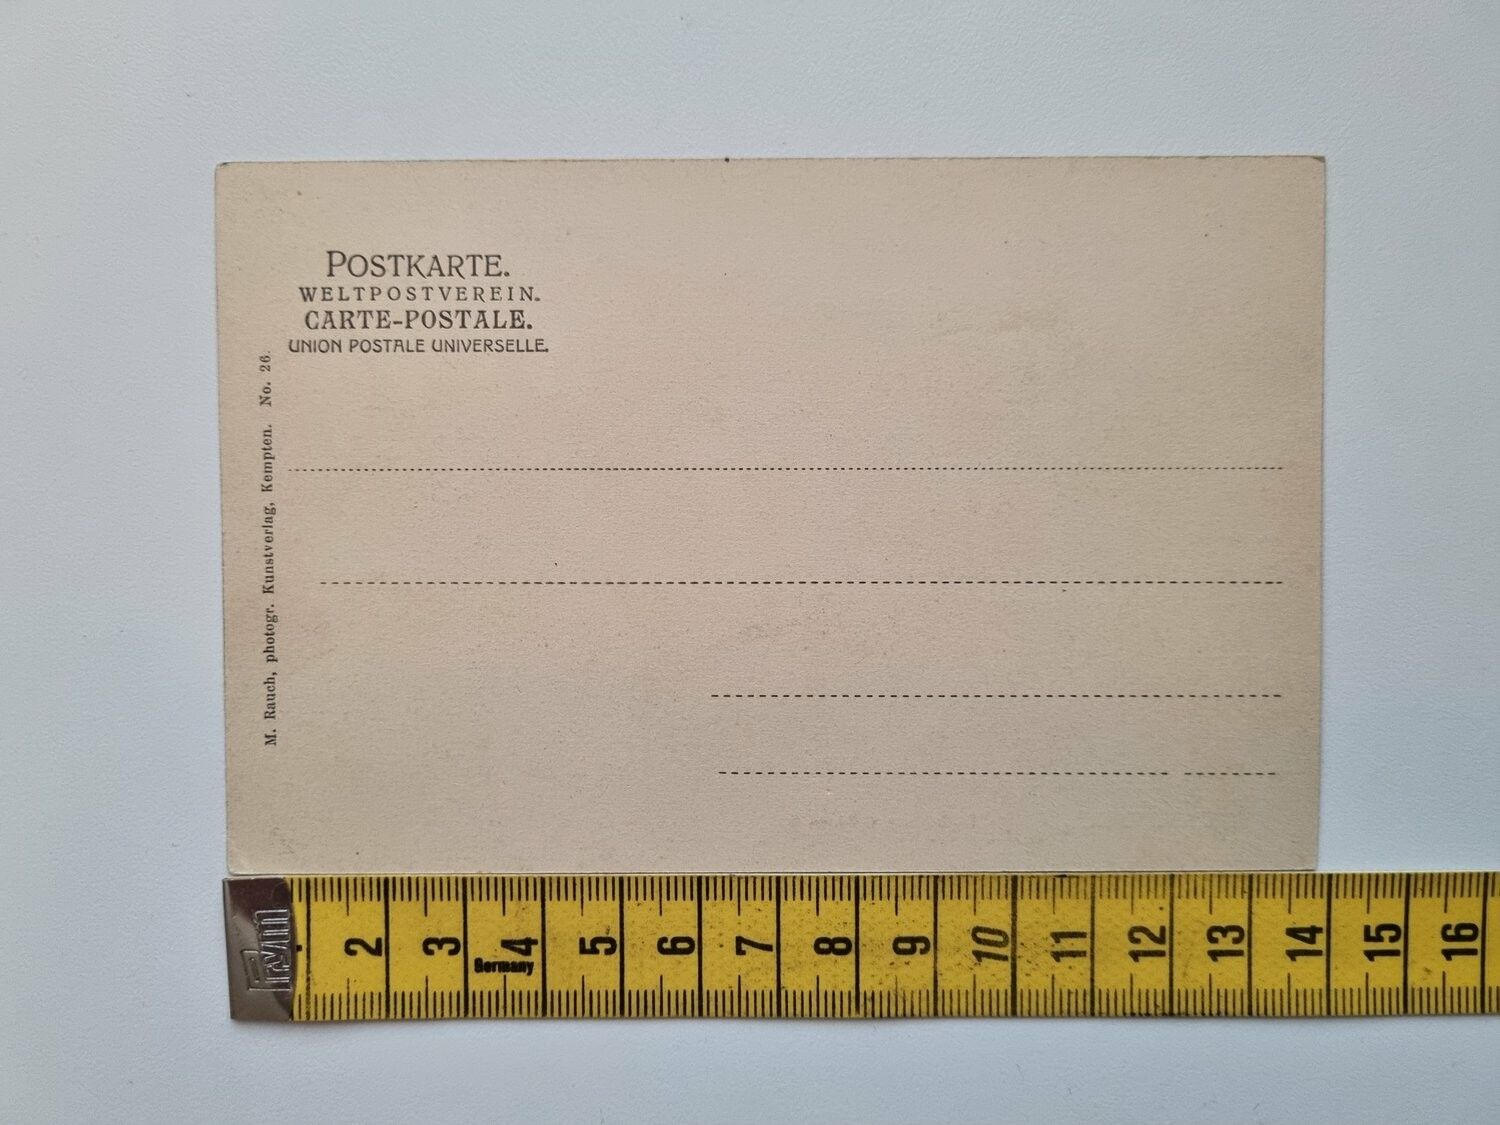 POSTKARTE.
WELTPOSTVEREIN.
CARTE-POSTALE.
UNION POSTALE UNIVERSELLE.
M. Rauch, photogr. Kunstverlag, Kempten. No. 26.
Prym
2 3 4 5 6 7 8 9 10 11 12 13 14 15 16
Germany